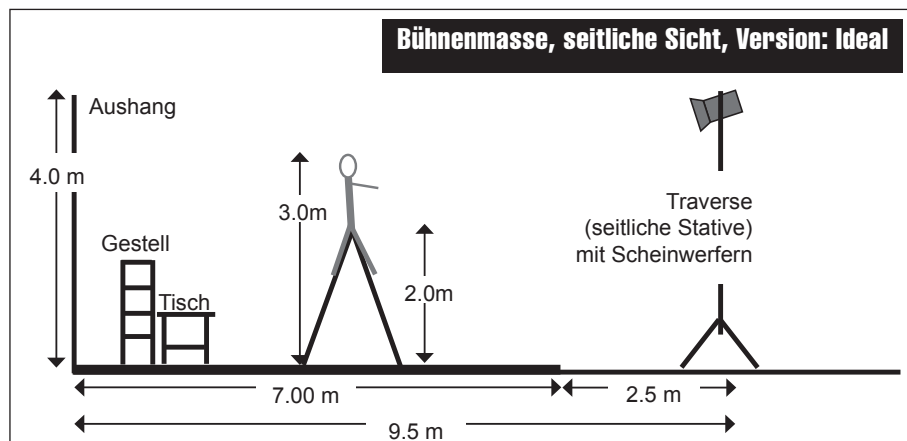 Bühnenmasse, seitliche Sicht, Version: Ideal
Aushang
4.0 m
3.0m
Traverse
(seitliche Stative)
mit Scheinwerfern
Gestell
2.0m
Tisch
7.00 m
2.5 m
9.5 m